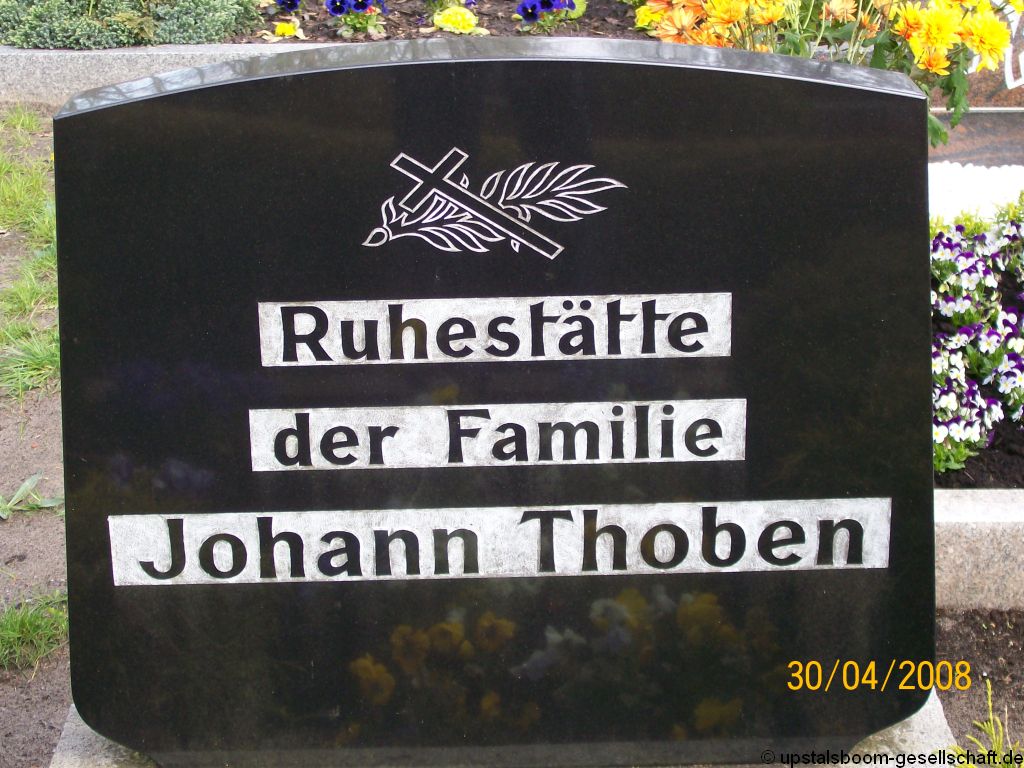 Ruhestätte
der Familie
Johann Thoben
30/04/2008
© upstalsboom-gesellschaft.de